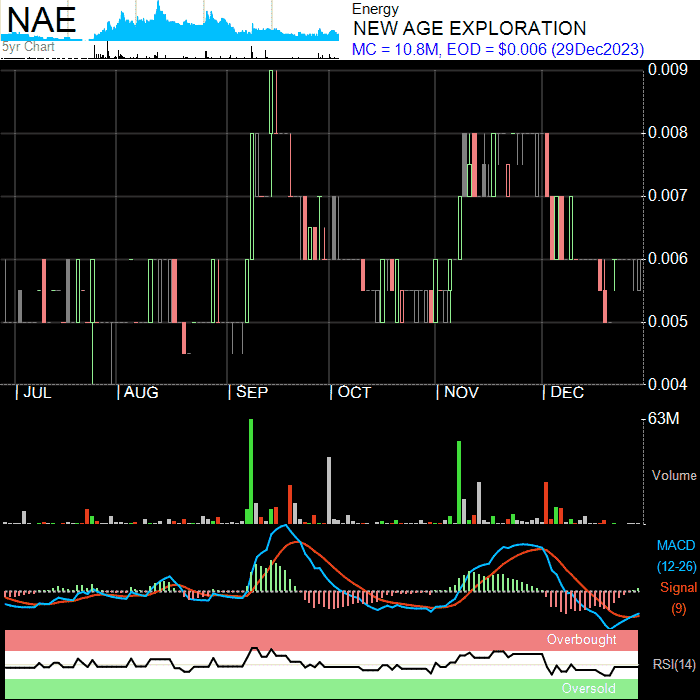 NAE
5yr Chart
Energy
NEW AGE EXPLORATION
MC = 10.8M, EOD = $0.006 (29Dec2023)
0.009
0.008
0.007
0.006
0.005
0.004
JUL AUG SEP OCT NOV DEC
63M
Volume
MACD
(12-26)
Signal
(9)
Overbought
RSI(14)
Oversold